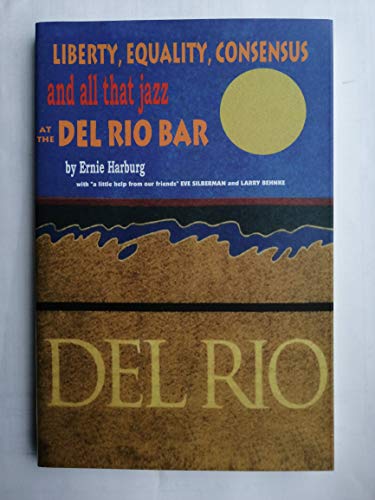 LIBERTY, EQUALITY, CONSENSUS
and all that jazz
AT THE DEL RIO BAR
by Ernie Harburg
with "a little help from our friends" EVE SILBERMAN and LARRY BEHNKE
DEL RIO